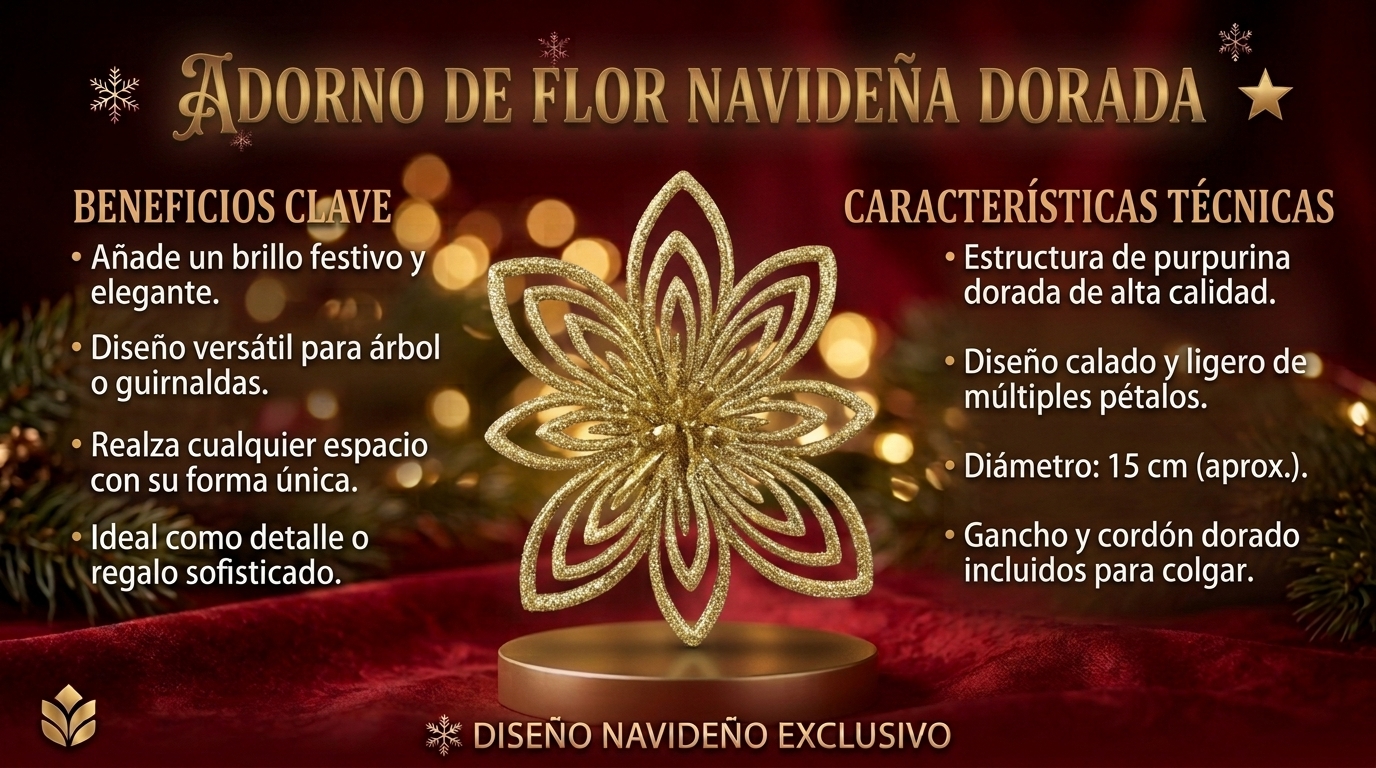 ADORNO DE FLOR NAVIDEÑA DORADA
BENEFICIOS CLAVE
• Añade un brillo festivo y
elegante.
• Diseño versátil para árbol
o guirnaldas.
• Realza cualquier espacio
con su forma única.
• Ideal como detalle o
regalo sofisticado.
CARACTERÍSTICAS TÉCNICAS
• Estructura de purpurina
dorada de alta calidad.
• Diseño calado y ligero de
múltiples pétalos.
• Diámetro: 15 cm (aprox.).
• Gancho y cordón dorado
incluidos para colgar.
DISEÑO NAVIDEÑO EXCLUSIVO